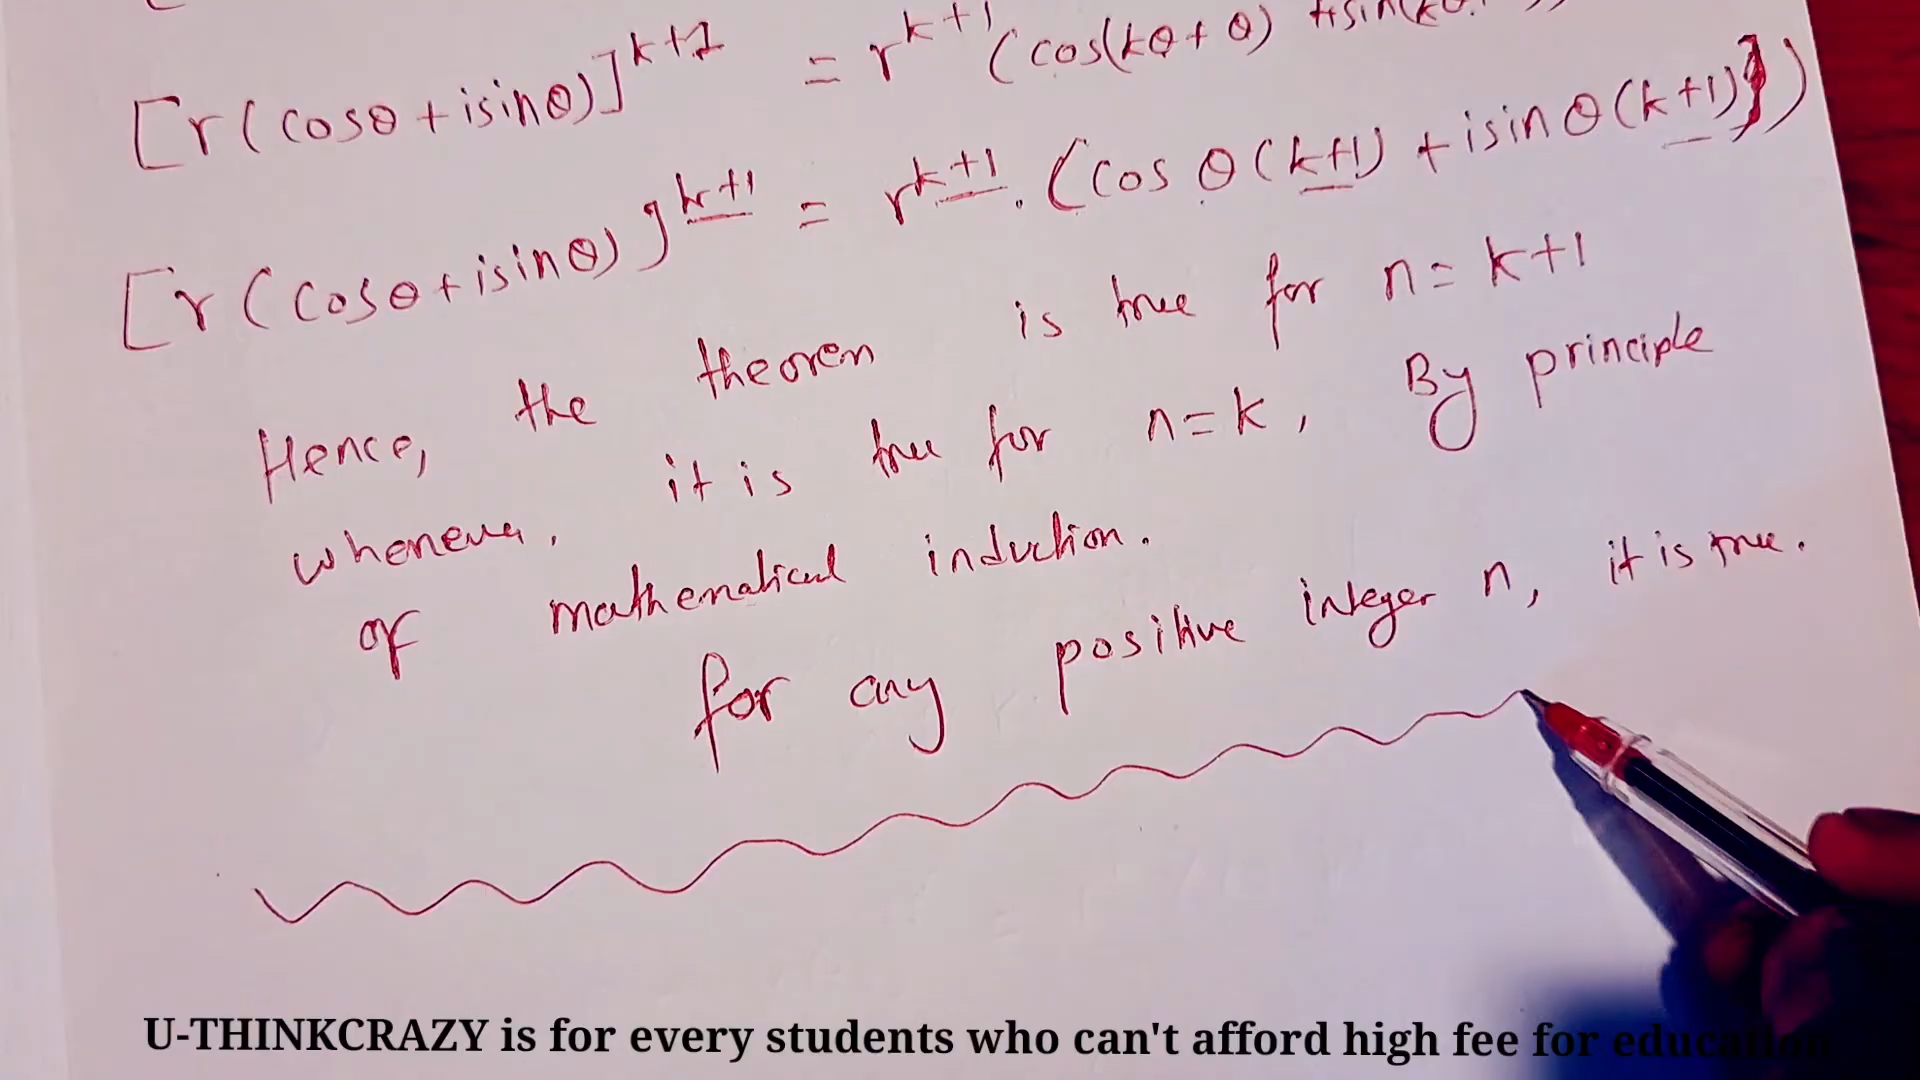 [r(cosθ+isinθ)]^{k+1} = r^{k+1}(cos(kθ+θ) +isin(kθ
[r(cosθ+isinθ)]^{k+1} = r^{k+1}.(cos θ(k+1) +isin θ(k+1)})
Hence, the theorem is true for n=k+1
whenever, it is true for n=k, By principle
of mathematical induction.
for any positive integer n, it is true.
U-THINKCRAZY is for every students who can't afford high fee for education